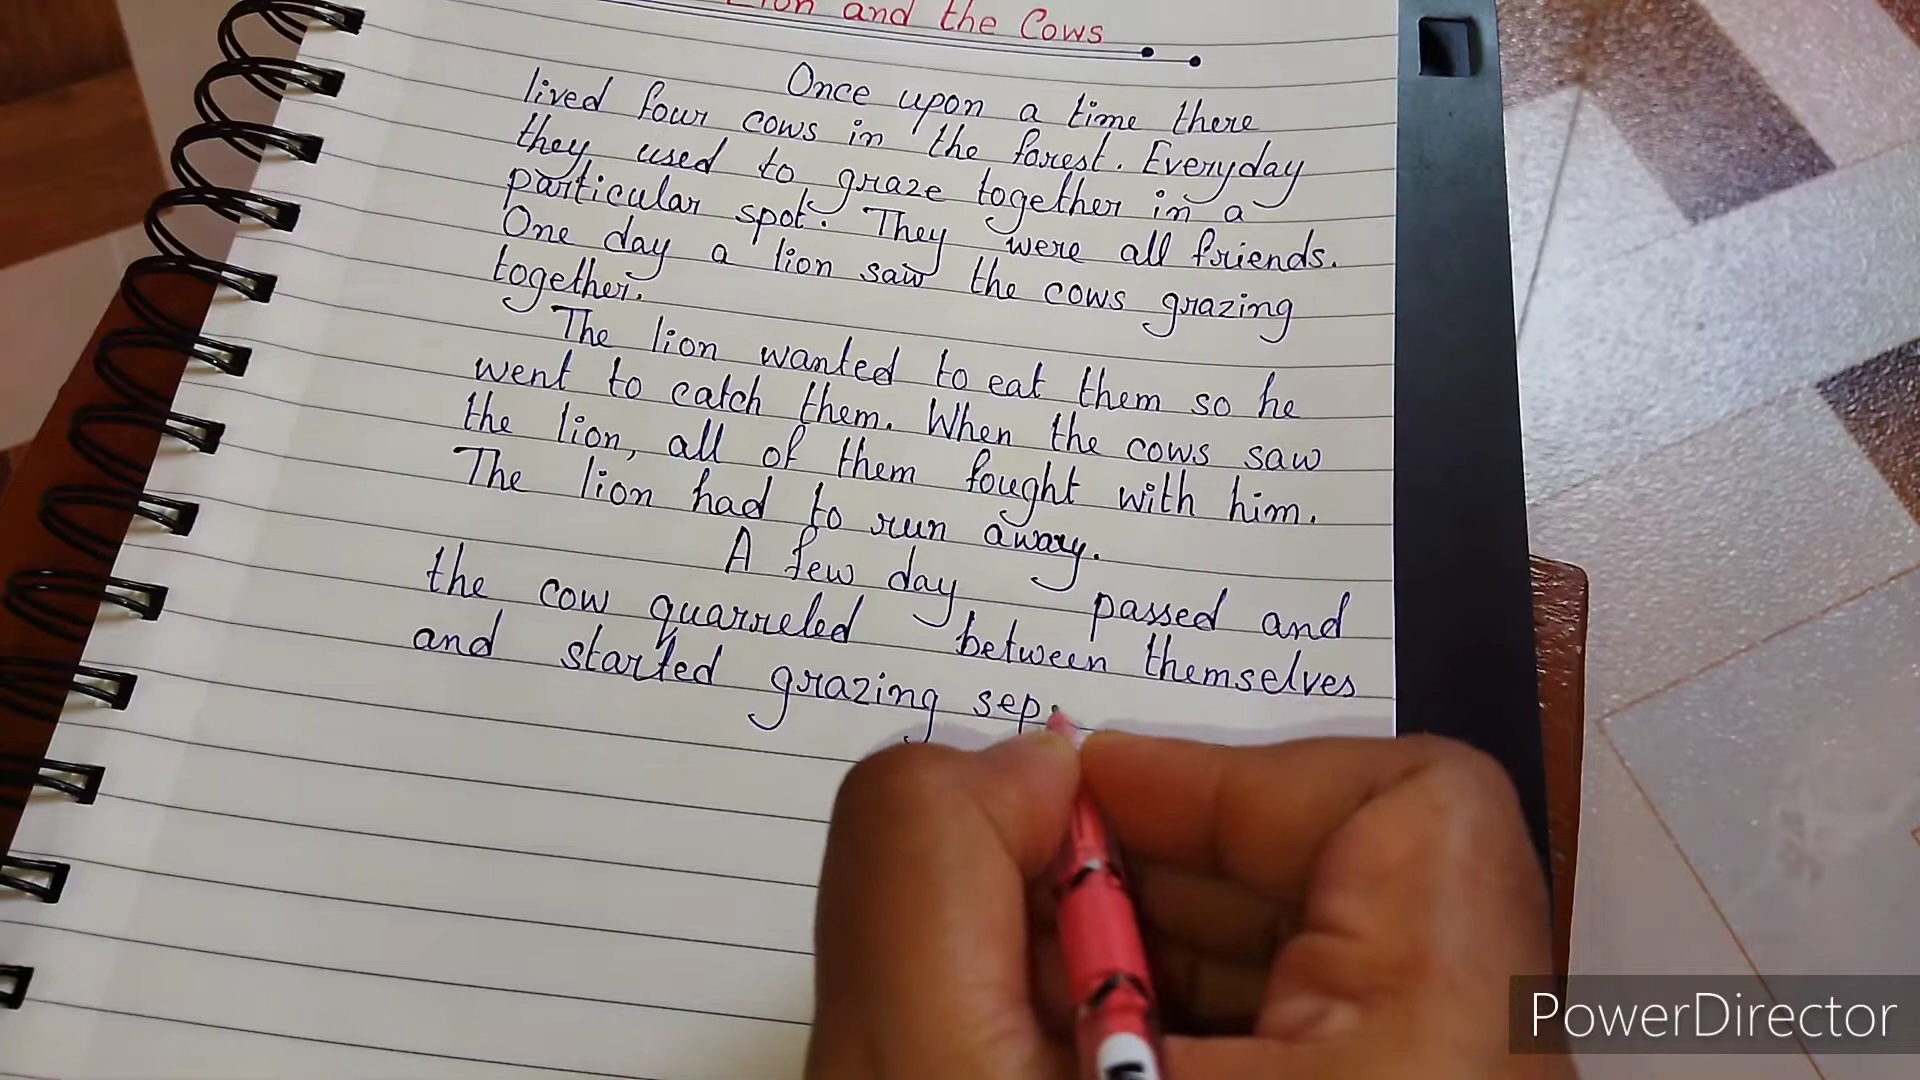 Lion and the Cows
Once upon a time there
lived four cows in the forest. Everyday
they used to graze together in a
particular spot. They were all friends.
One day a lion saw the cows grazing
together.
The lion wanted to eat them so he
went to catch them. When the cows saw
the lion, all of them fought with him.
The lion had to run away.
A few day passed and
the cow quarreled between themselves
and started grazing sep
PowerDirector